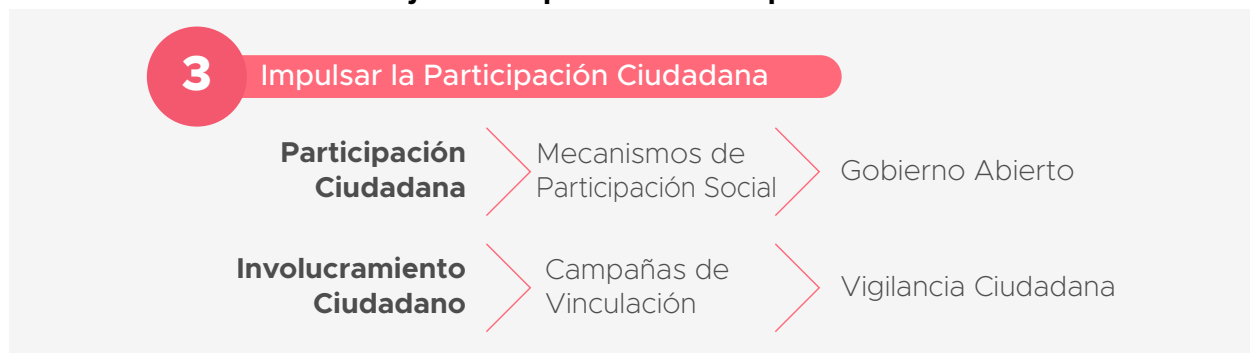 3 Impulsar la Participación Ciudadana
Participación
Ciudadana
Mecanismos de
Participación Social
Gobierno Abierto
Involucramiento
Ciudadano
Campañas de
Vinculación
Vigilancia Ciudadana